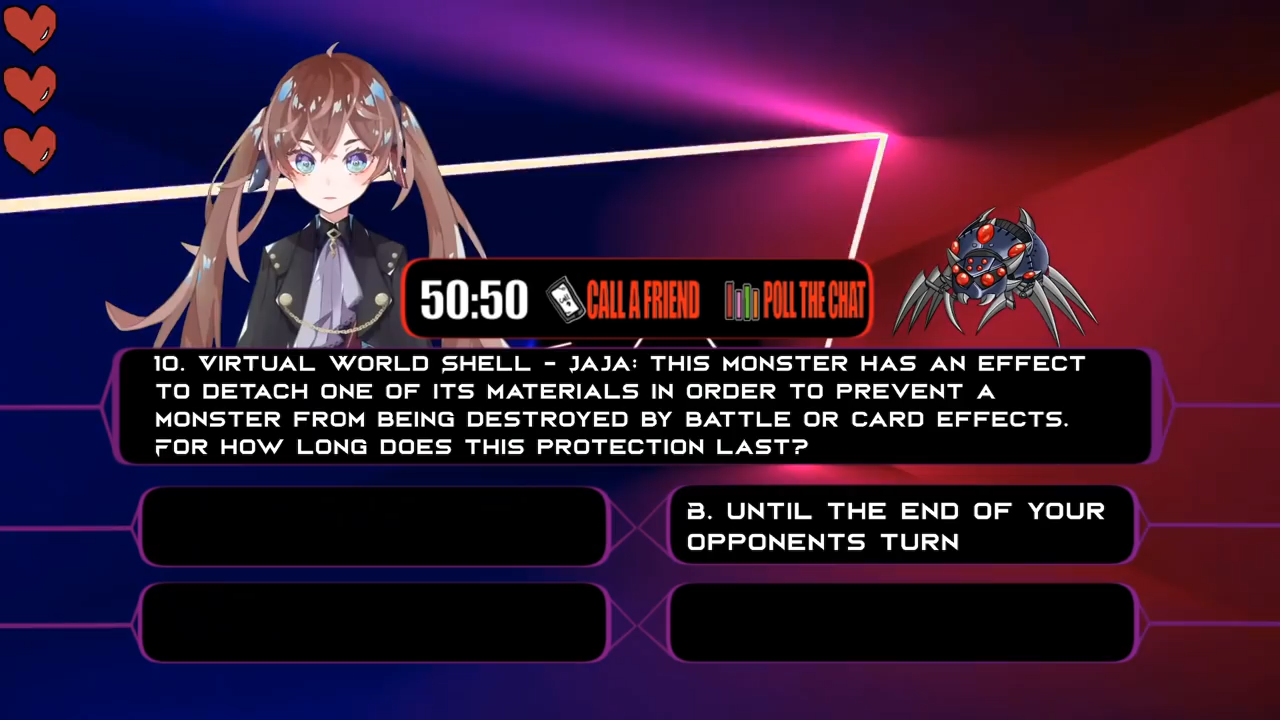 50:50 CALL A FRIEND POLL THE CHAT
10. VIRTUAL WORLD SHELL - JAJA: THIS MONSTER HAS AN EFFECT
TO DETACH ONE OF ITS MATERIALS IN ORDER TO PREVENT A
MONSTER FROM BEING DESTROYED BY BATTLE OR CARD EFFECTS.
FOR HOW LONG DOES THIS PROTECTION LAST?
B. UNTIL THE END OF YOUR
OPPONENTS TURN